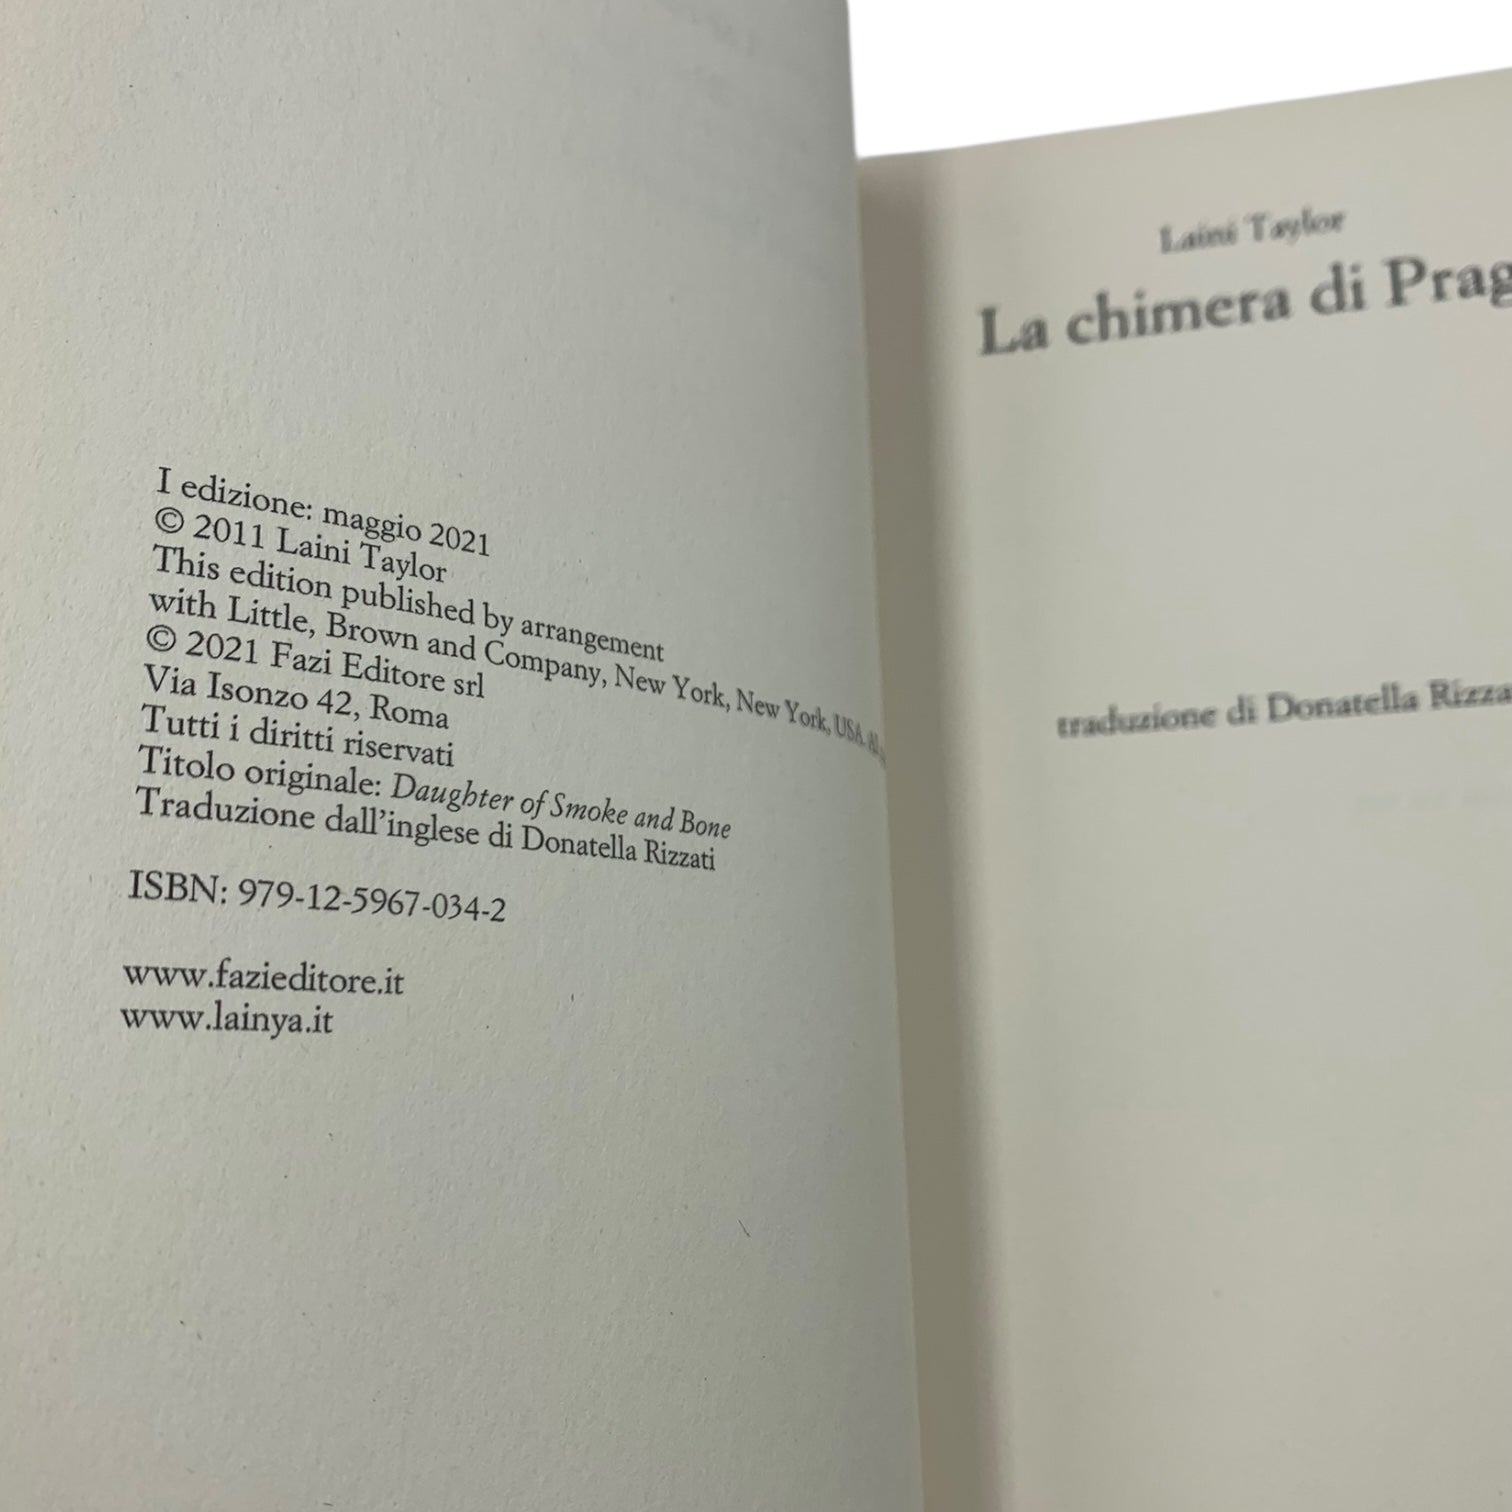 I edizione: maggio 2021
© 2011 Laini Taylor
This edition published by arrangement
with Little, Brown and Company, New York, New York, USA. All
© 2021 Fazi Editore srl
Via Isonzo 42, Roma
Tutti i diritti riservati
Titolo originale: Daughter of Smoke and Bone
Traduzione dall'inglese di Donatella Rizzati
ISBN: 979-12-5967-034-2
www.fazieditore.it
www.lainya.it
Laini Taylor
La chimera di Prag
traduzione di Donatella Rizza